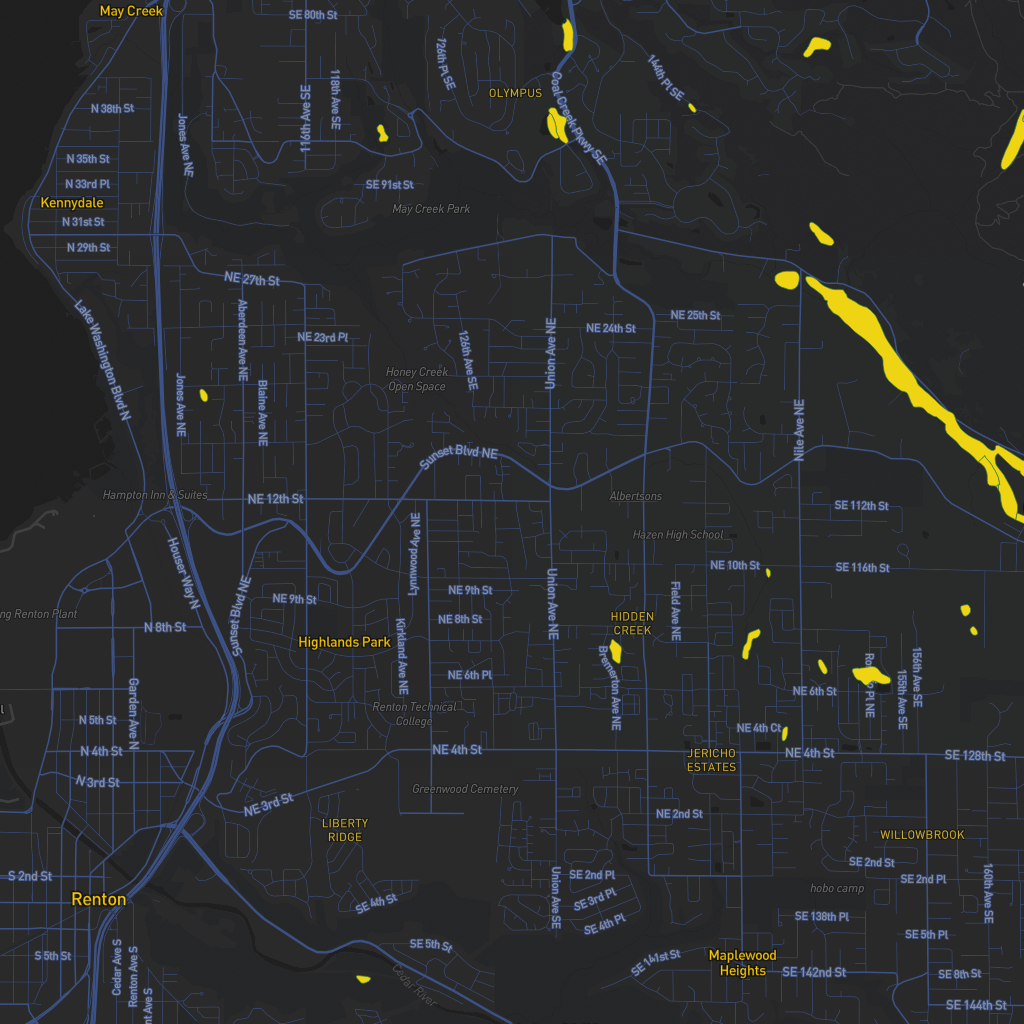 May Creek
SE 80th St
126th Pl SE
118th Ave SE
116th Ave SE
144th Pl SE
OLYMPUS
Coal Creek Pkwy SE
N 38th St
Jones Ave NE
N 35th St
N 33rd Pl
SE 91st St
Kennydale
May Creek Park
N 31st St
N 29th St
NE 27th St
Lake Washington Blvd N
Aberdeen Ave NE
NE 23rd Pl
126th Ave SE
Union Ave NE
NE 24th St
NE 25th St
Honey Creek
Open Space
Jones Ave NE
Blaine Ave NE
Nile Ave NE
Sunset Blvd NE
Hampton Inn & Suites
NE 12th St
Albertsons
SE 112th St
Hazen High School
Lynnwood Ave NE
Houser Way N
NE 10th St
SE 116th St
Sunset Blvd NE
NE 9th St
NE 9th St
Union Ave NE
Field Ave NE
ng Renton Plant
N 8th St
NE 8th St
HIDDEN
CREEK
Highlands Park
Kirkland Ave NE
Bremerton Ave NE
NE 6th Pl
156th Ave SE
155th Ave SE
Pl NE
NE 6th St
Garden Ave N
N 5th St
Renton Technical
College
NE 4th Ct
l
N 4th St
NE 4th St
JERICHO
ESTATES
NE 4th St
SE 128th St
N 3rd St
NE 3rd St
Greenwood Cemetery
LIBERTY
RIDGE
NE 2nd St
WILLOWBROOK
SE 2nd St
S 2nd St
Union Ave SE
SE 2nd Pl
SE 2nd Pl
160th Ave SE
hobo camp
Renton
SE 4th St
SE 3rd Pl
SE 4th Pl
SE 138th Pl
SE 5th Pl
S 5th St
SE 5th St
Cedar Ave S
Renton Ave S
nt Ave S
Cedar River
SE 141st St
Maplewood
Heights
SE 142nd St
SE 8th St
SE 144th St